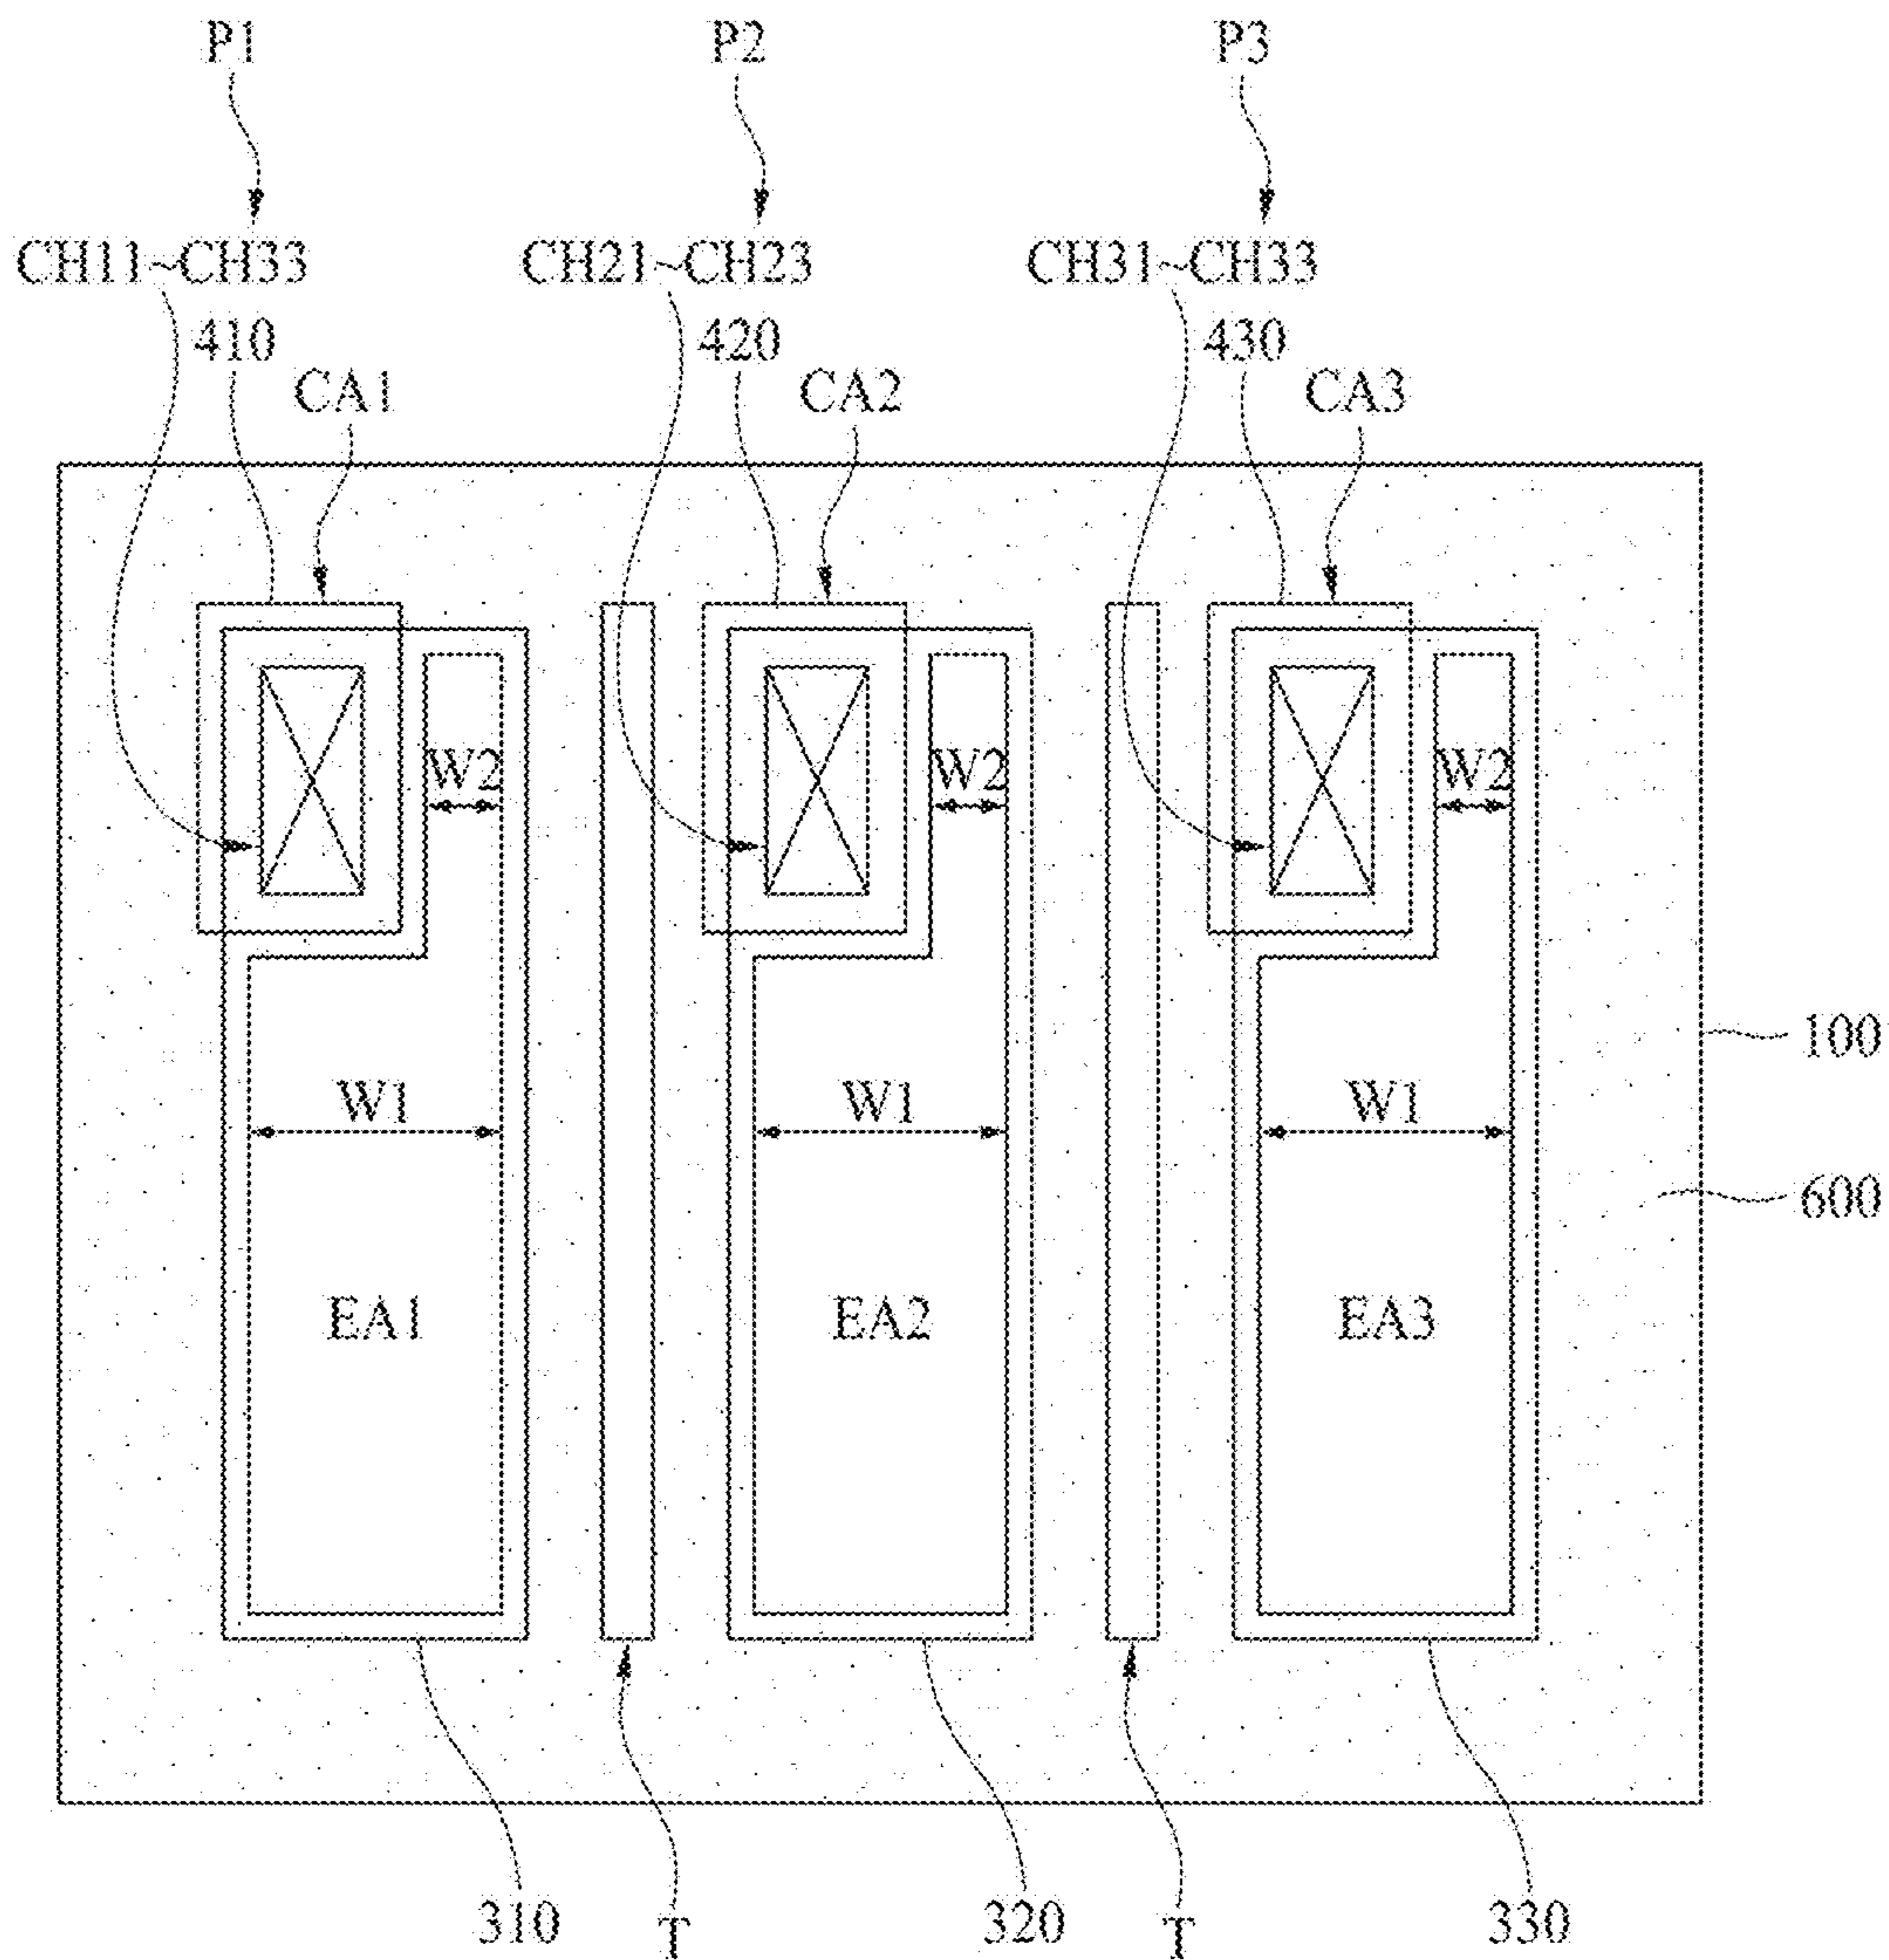 P1 P2 P3
CH11~CH33 CH21~CH23 CH31~CH33
410 420 430
CA1 CA2 CA3
W2 W2 W2
100
W1 W1 W1
600
EA1 EA2 EA3
310 T 320 T 330